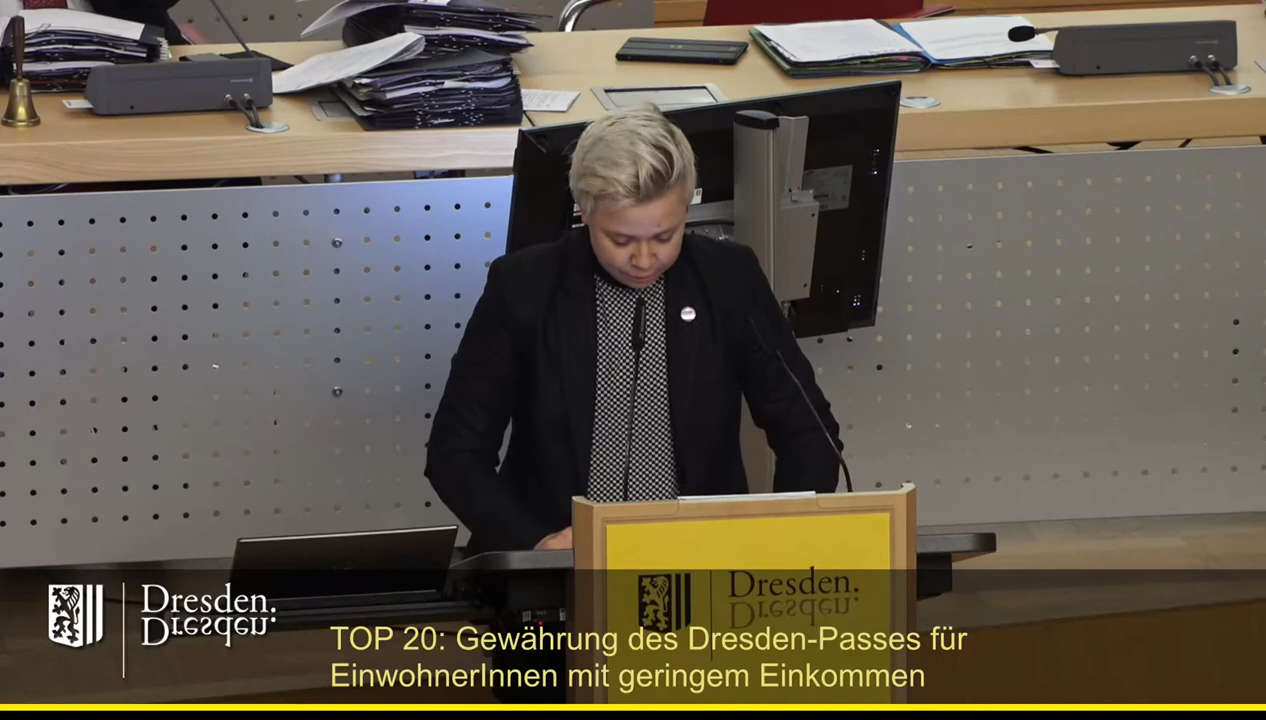 Dresden.
Dresden.
Dresden.
Dresden.
TOP 20: Gewährung des Dresden-Passes für
EinwohnerInnen mit geringem Einkommen